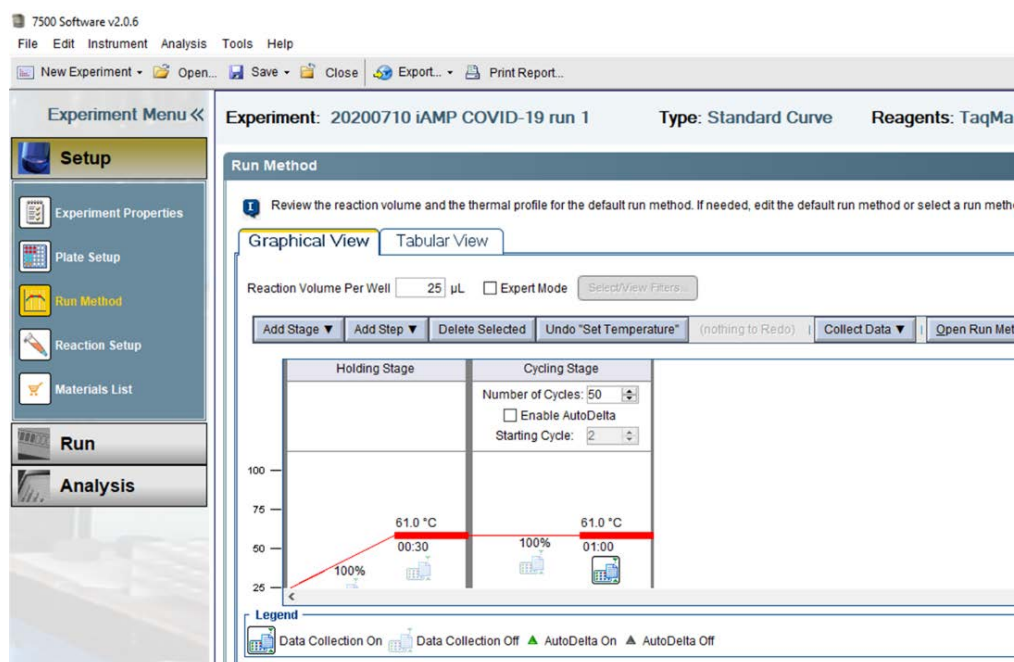 7500 Software v2.0.6
File Edit Instrument Analysis Tools Help
New Experiment Open... Save Close Export... Print Report...
Experiment Menu «
Experiment: 20200710 iAMP COVID-19 run 1 Type: Standard Curve Reagents: TaqMa
Setup
Run Method
Review the reaction volume and the thermal profile for the default run method. If needed, edit the default run method or select a run meth
Experiment Properties
Plate Setup
Run Method
Reaction Setup
Materials List
Run
Analysis
Graphical View Tabular View
Reaction Volume Per Well 25 µL Expert Mode Select/View Filters...
Add Stage ▼ Add Step ▼ Delete Selected Undo "Set Temperature" (nothing to Redo) Collect Data ▼ Open Run Met
Holding Stage Cycling Stage
Number of Cycles: 50
Enable AutoDelta
Starting Cycle: 2
100
75
61.0 °C 61.0 °C
50
00:30 100% 01:00
100%
25
Legend
Data Collection On Data Collection Off AutoDelta On AutoDelta Off